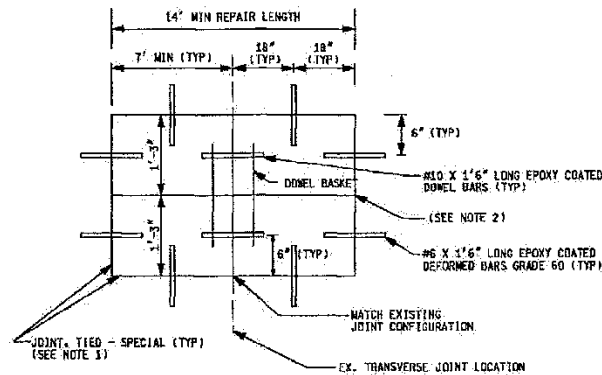 14' MIN REPAIR LENGTH
7' MIN (TYP)
18"
(TYP)
18"
(TYP)
6" (TYP)
1'-3"
#10 X 1'6" LONG EPOXY COATED
DOWEL BARS (TYP)
DOWEL BASKE
(SEE NOTE 2)
1'-3"
6"
(TYP)
#6 X 1'6" LONG EPOXY COATED
DEFORMED BARS GRADE 60 (TYP)
MATCH EXISTING
JOINT CONFIGURATION
JOINT, TIED - SPECIAL (TYP)
(SEE NOTE 1)
EX. TRANSVERSE JOINT LOCATION